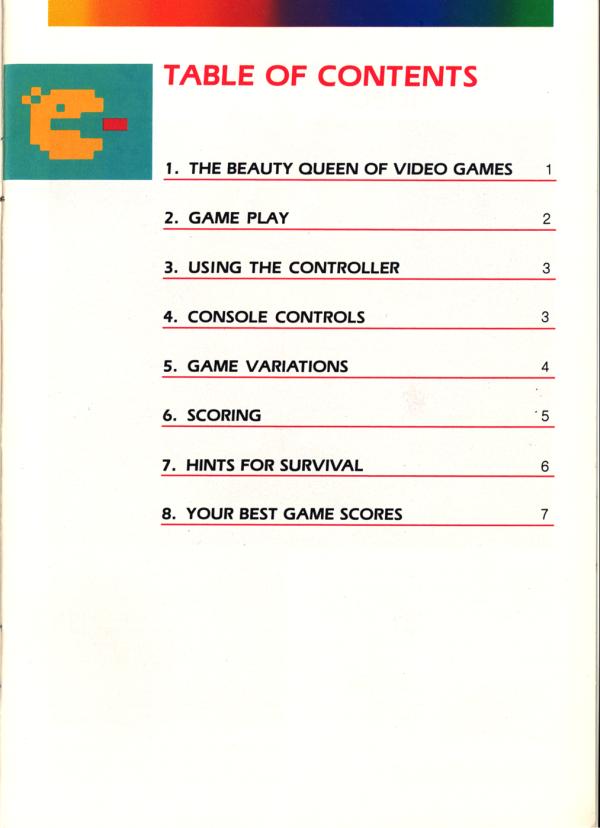 TABLE OF CONTENTS
1. THE BEAUTY QUEEN OF VIDEO GAMES 1
2. GAME PLAY 2
3. USING THE CONTROLLER 3
4. CONSOLE CONTROLS 3
5. GAME VARIATIONS 4
6. SCORING 5
7. HINTS FOR SURVIVAL 6
8. YOUR BEST GAME SCORES 7